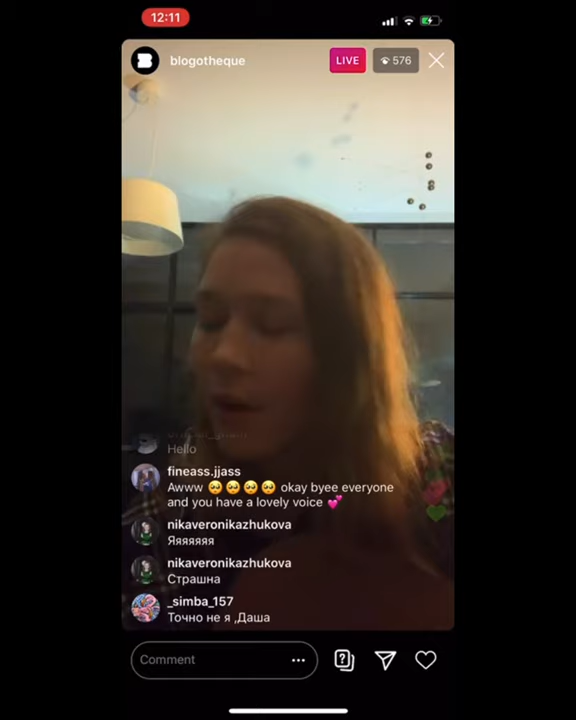 12:11
blogotheque
LIVE
576
Hello
fineass.jjass
Awww 🥺🥺🥺🥺 okay byee everyone
and you have a lovely voice 💞
nikaveronikazhukova
Яяяяяяя
nikaveronikazhukova
Страшна
_simba_157
Точно не я ,Даша
Comment